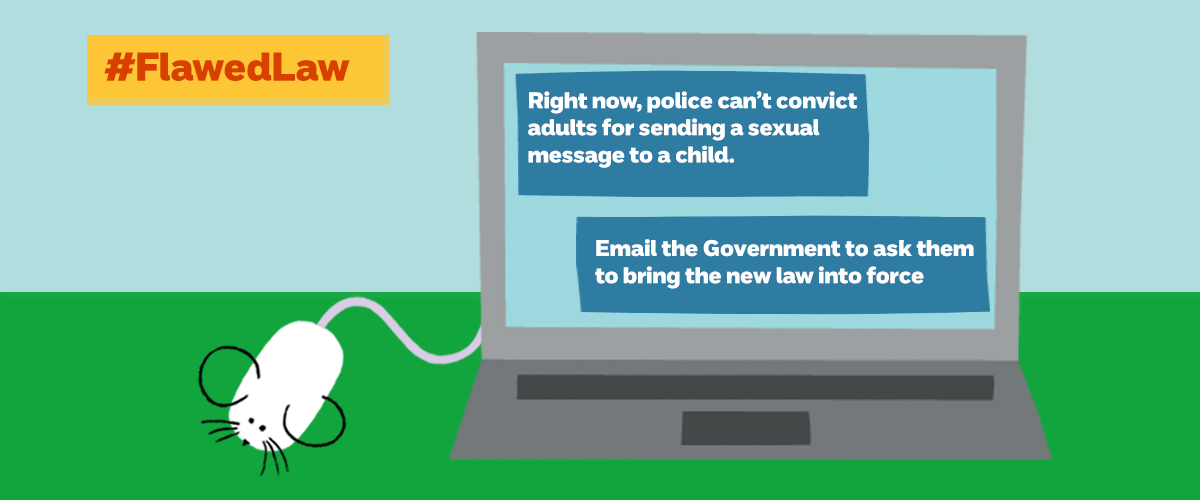 #FlawedLaw
Right now, police can’t convict
adults for sending a sexual
message to a child.
Email the Government to ask them
to bring the new law into force